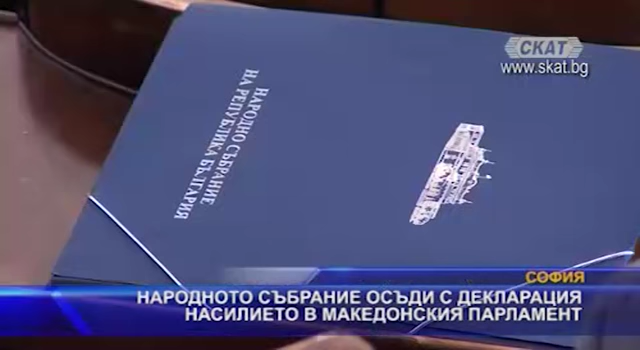 СКАТ
www.skat.bg
НАРОДНО СЪБРАНИЕ
НА РЕПУБЛИКА БЪЛГАРИЯ
СОФИЯ
НАРОДНОТО СЪБРАНИЕ ОСЪДИ С ДЕКЛАРАЦИЯ
НАСИЛИЕТО В МАКЕДОНСКИЯ ПАРЛАМЕНТ